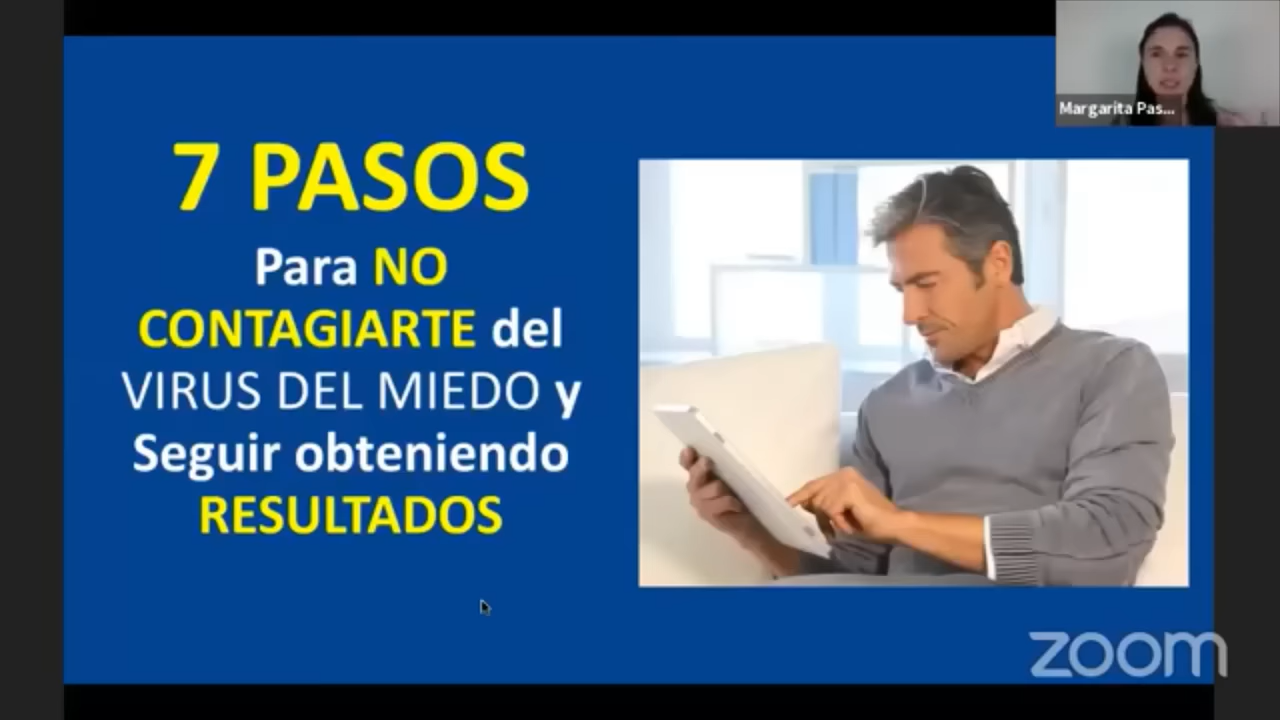 7 PASOS
Para NO
CONTAGIARTE del
VIRUS DEL MIEDO y
Seguir obteniendo
RESULTADOS
Margarita Pas...
zoom